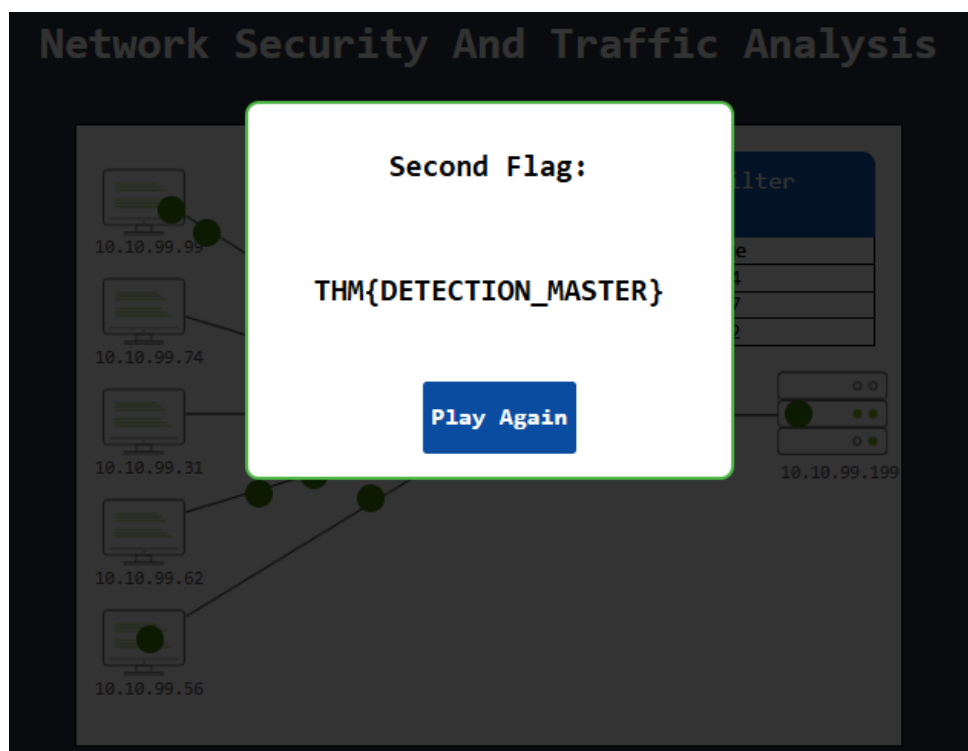 Network Security And Traffic Analysis
Second Flag:
THM{DETECTION_MASTER}
Play Again
10.10.99.99
10.10.99.74
10.10.99.31
10.10.99.62
10.10.99.56
10.10.99.199